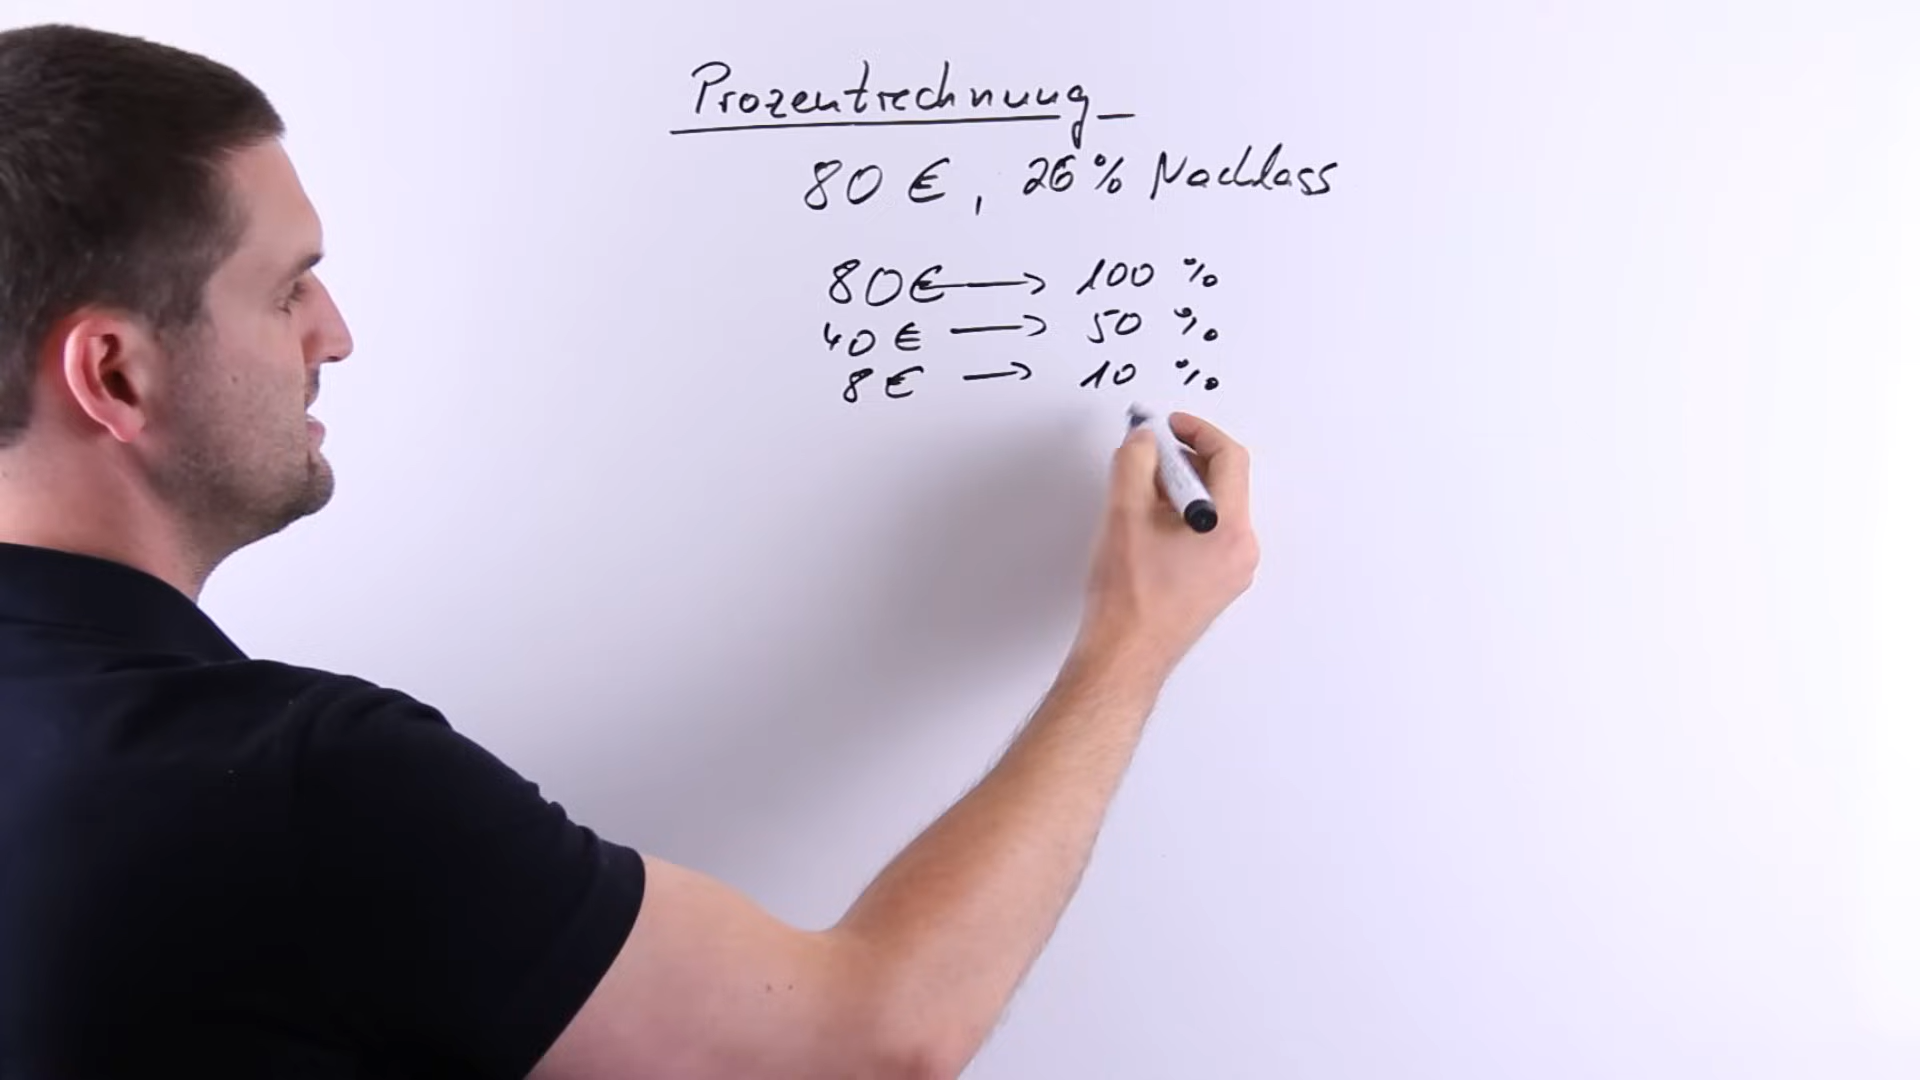 Prozentrechnung
80 €, 26 % Nachlass
80 € → 100 %
40 € → 50 %
8 € → 10 %